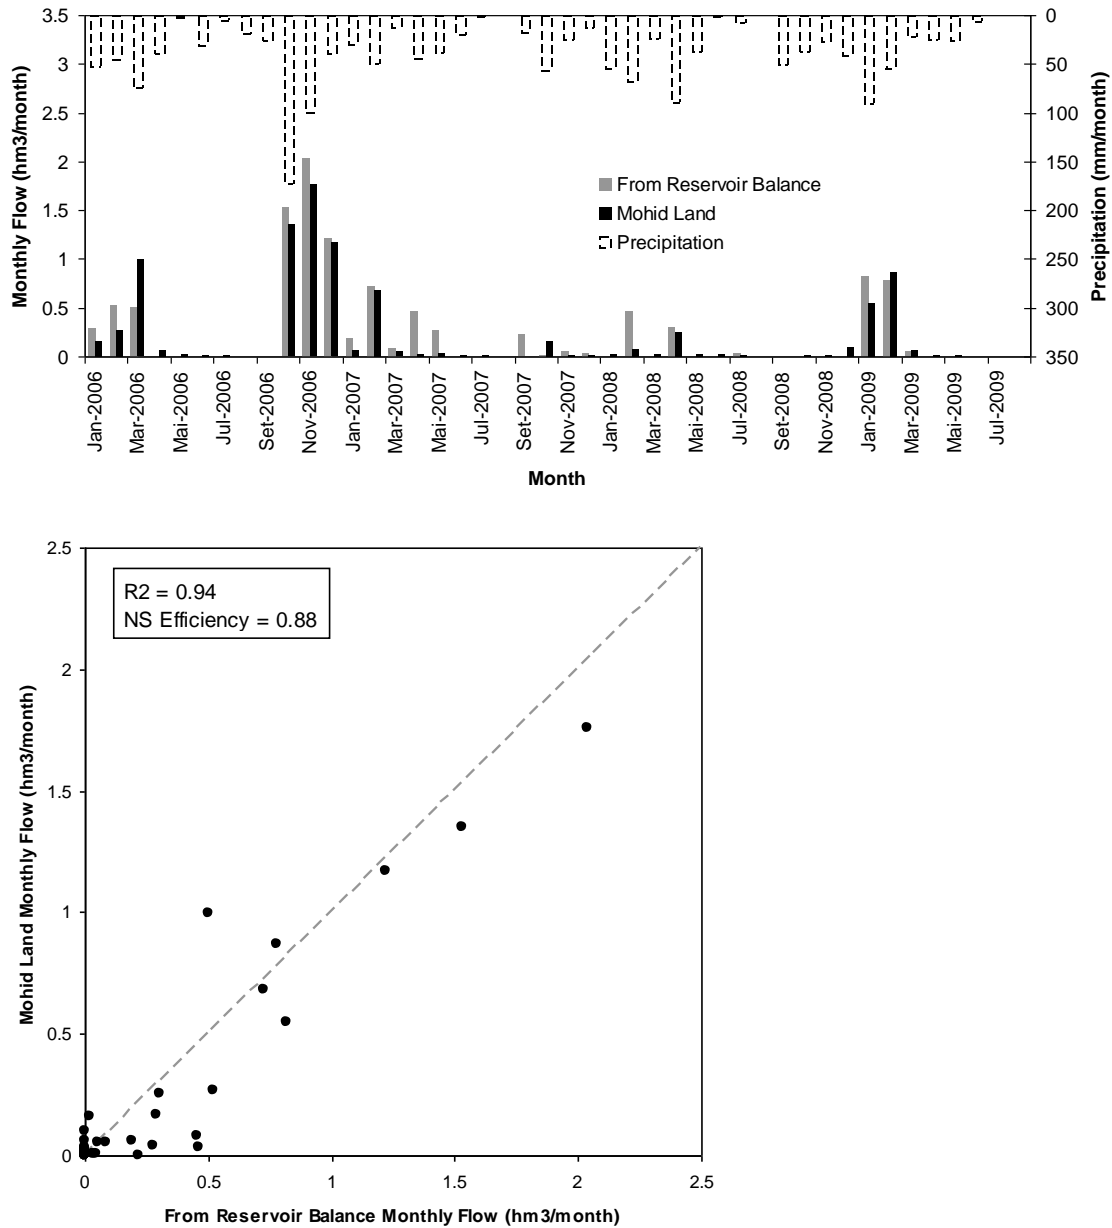 3.5
3
2.5
2
1.5
1
0.5
0
Monthly Flow (hm3/month)
0
50
100
150
200
250
300
350
Precipitation (mm/month)
From Reservoir Balance
Mohid Land
Precipitation
Jan-2006
Mar-2006
Mai-2006
Jul-2006
Set-2006
Nov-2006
Jan-2007
Mar-2007
Mai-2007
Jul-2007
Set-2007
Nov-2007
Jan-2008
Mar-2008
Mai-2008
Jul-2008
Set-2008
Nov-2008
Jan-2009
Mar-2009
Mai-2009
Jul-2009
Month
2.5
2
1.5
1
0.5
0
Mohid Land Monthly Flow (hm3/month)
R2 = 0.94
NS Efficiency = 0.88
0
0.5
1
1.5
2
2.5
From Reservoir Balance Monthly Flow (hm3/month)